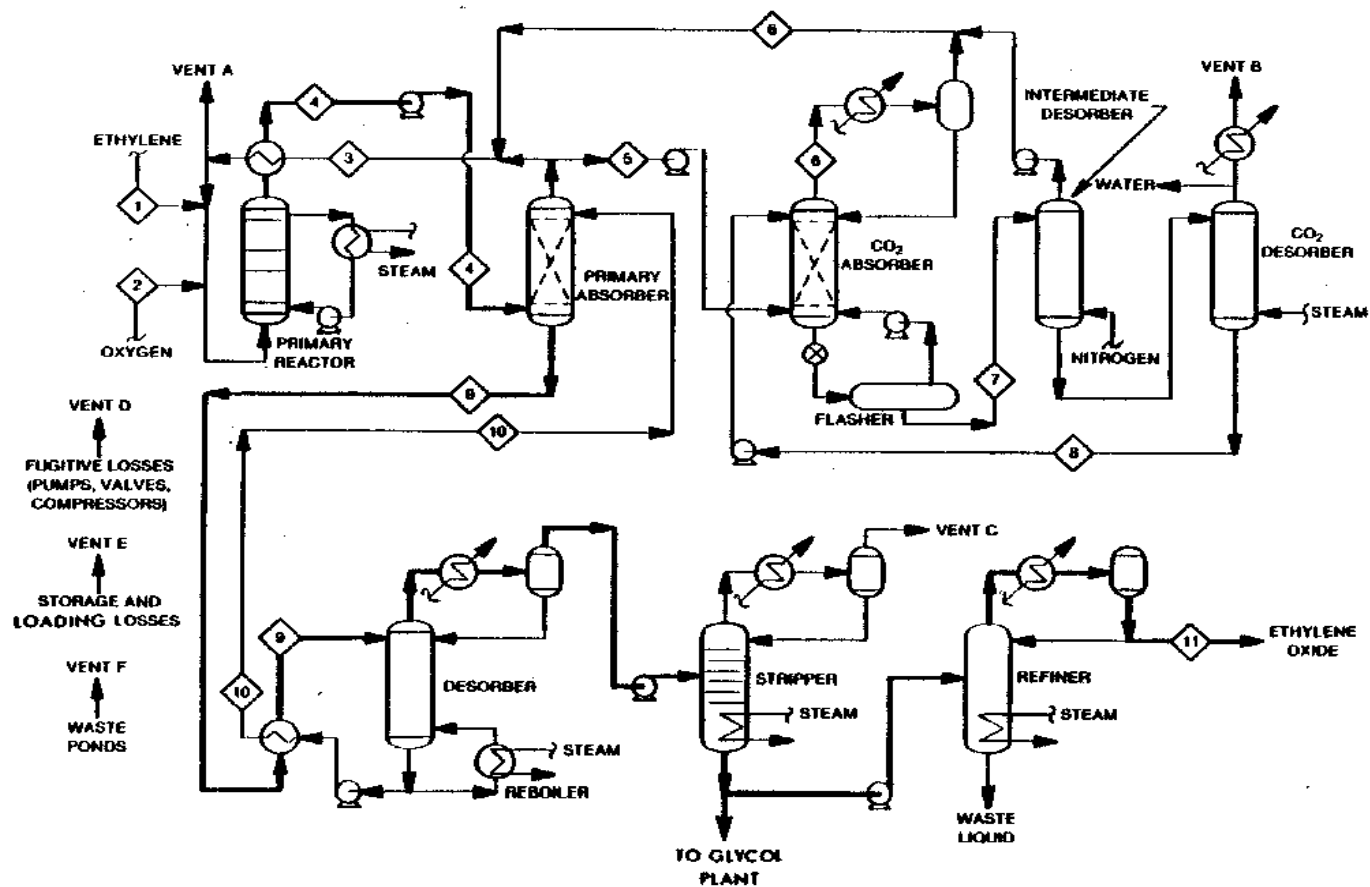 6
VENT A
VENT B
4
INTERMEDIATE
DESORBER
ETHYLENE
3
5
6
WATER
1
CO₂
DESORBER
CO₂
ABSORBER
STEAM
4
PRIMARY
ABSORBER
2
STEAM
OXYGEN
PRIMARY
REACTOR
NITROGEN
7
FLASHER
9
VENT D
10
8
FUGITIVE LOSSES
(PUMPS, VALVES,
COMPRESSORS)
VENT E
VENT C
STORAGE AND
LOADING LOSSES
9
11
ETHYLENE
OXIDE
VENT F
10
DESORBER
STRIPPER
REFINER
WASTE
PONDS
STEAM
STEAM
STEAM
REBOILER
WASTE
LIQUID
TO GLYCOL
PLANT